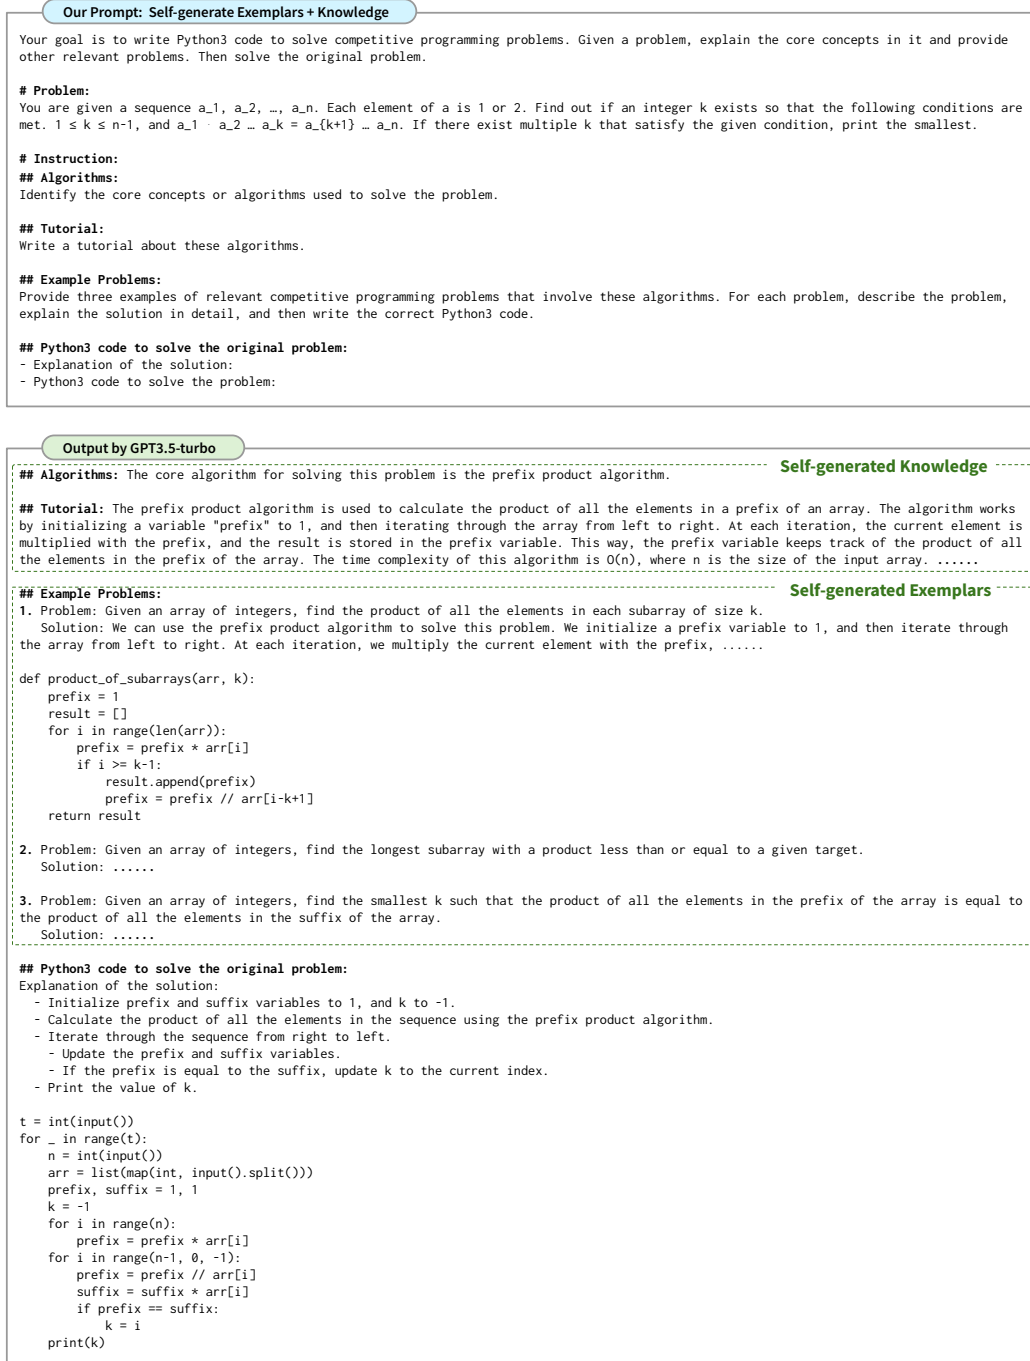 Our Prompt: Self-generate Exemplars + Knowledge
Your goal is to write Python3 code to solve competitive programming problems. Given a problem, explain the core concepts in it and provide
other relevant problems. Then solve the original problem.
# Problem:
You are given a sequence a_1, a_2, …, a_n. Each element of a is 1 or 2. Find out if an integer k exists so that the following conditions are
met. 1 ≤ k ≤ n-1, and a_1 · a_2 … a_k = a_{k+1} … a_n. If there exist multiple k that satisfy the given condition, print the smallest.
# Instruction:
## Algorithms:
Identify the core concepts or algorithms used to solve the problem.
## Tutorial:
Write a tutorial about these algorithms.
## Example Problems:
Provide three examples of relevant competitive programming problems that involve these algorithms. For each problem, describe the problem,
explain the solution in detail, and then write the correct Python3 code.
## Python3 code to solve the original problem:
- Explanation of the solution:
- Python3 code to solve the problem:
Output by GPT3.5-turbo
Self-generated Knowledge
## Algorithms: The core algorithm for solving this problem is the prefix product algorithm.
## Tutorial: The prefix product algorithm is used to calculate the product of all the elements in a prefix of an array. The algorithm works
by initializing a variable "prefix" to 1, and then iterating through the array from left to right. At each iteration, the current element is
multiplied with the prefix, and the result is stored in the prefix variable. This way, the prefix variable keeps track of the product of all
the elements in the prefix of the array. The time complexity of this algorithm is O(n), where n is the size of the input array. ......
Self-generated Exemplars
## Example Problems:
1. Problem: Given an array of integers, find the product of all the elements in each subarray of size k.
Solution: We can use the prefix product algorithm to solve this problem. We initialize a prefix variable to 1, and then iterate through
the array from left to right. At each iteration, we multiply the current element with the prefix, ......
def product_of_subarrays(arr, k):
    prefix = 1
    result = []
    for i in range(len(arr)):
        prefix = prefix * arr[i]
        if i >= k-1:
            result.append(prefix)
            prefix = prefix // arr[i-k+1]
    return result
2. Problem: Given an array of integers, find the longest subarray with a product less than or equal to a given target.
Solution: ......
3. Problem: Given an array of integers, find the smallest k such that the product of all the elements in the prefix of the array is equal to
the product of all the elements in the suffix of the array.
Solution: ......
## Python3 code to solve the original problem:
Explanation of the solution:
- Initialize prefix and suffix variables to 1, and k to -1.
- Calculate the product of all the elements in the sequence using the prefix product algorithm.
- Iterate through the sequence from right to left.
- Update the prefix and suffix variables.
- If the prefix is equal to the suffix, update k to the current index.
- Print the value of k.
t = int(input())
for _ in range(t):
    n = int(input())
    arr = list(map(int, input().split()))
    prefix, suffix = 1, 1
    k = -1
    for i in range(n):
        prefix = prefix * arr[i]
    for i in range(n-1, 0, -1):
        prefix = prefix // arr[i]
        suffix = suffix * arr[i]
        if prefix == suffix:
            k = i
    print(k)